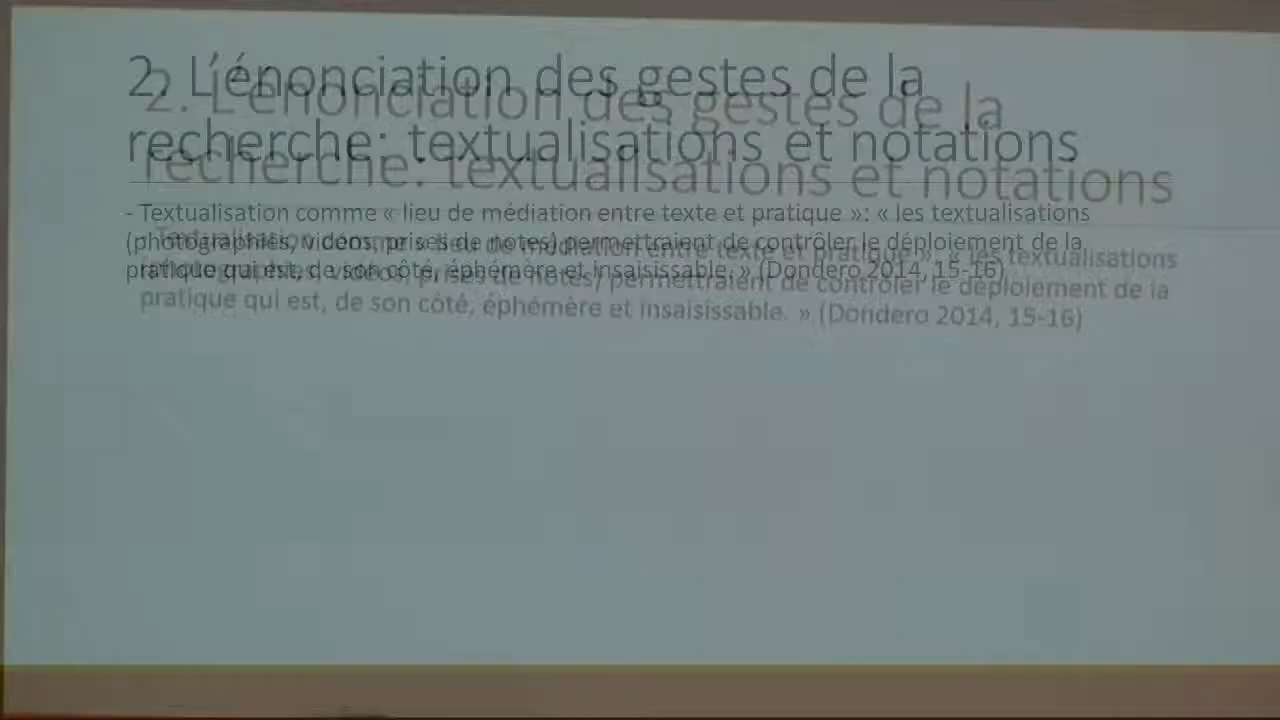 2. L'énonciation des gestes de la
recherche: textualisations et notations
- Textualisation comme « lieu de médiation entre texte et pratique »: « les textualisations
(photographies, vidéos, prises de notes) permettraient de contrôler le déploiement de la
pratique qui est, de son côté, éphémère et insaisissable. » (Dondero 2014, 15-16)